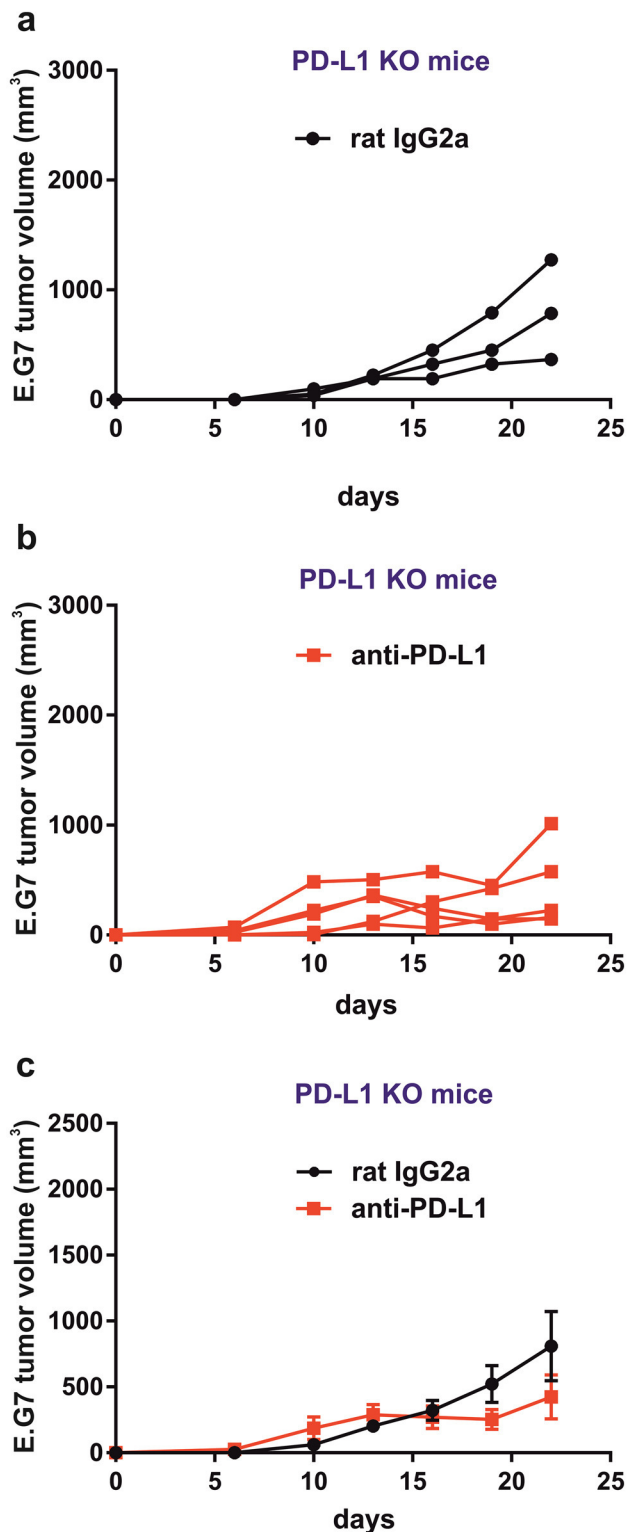 a
PD-L1 KO mice
rat IgG2a
E.G7 tumor volume (mm³)
3000
2000
1000
0
0 5 10 15 20 25
days
b
PD-L1 KO mice
anti-PD-L1
E.G7 tumor volume (mm³)
3000
2000
1000
0
0 5 10 15 20 25
days
c
PD-L1 KO mice
rat IgG2a
anti-PD-L1
E.G7 tumor volume (mm³)
2500
2000
1500
1000
500
0
0 5 10 15 20 25
days